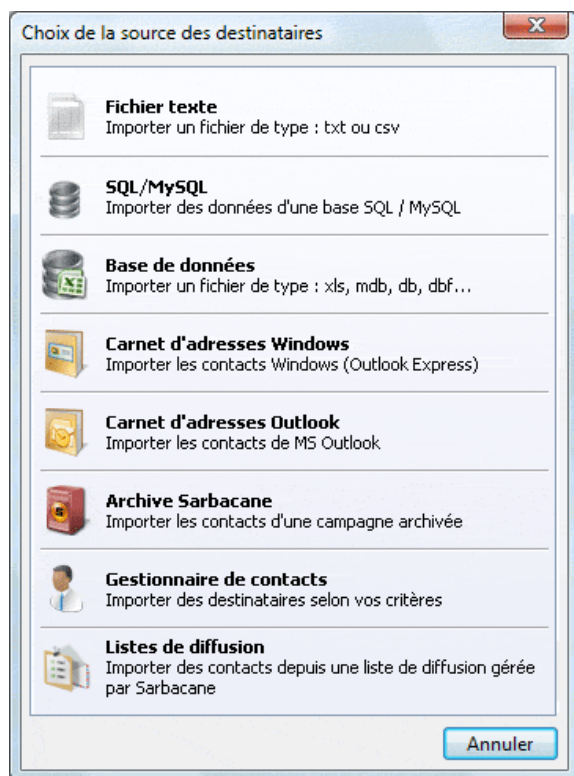 Choix de la source des destinataires
Fichier texte
Importer un fichier de type : txt ou csv
SQL/MySQL
Importer des données d'une base SQL / MySQL
Base de données
Importer un fichier de type : xls, mdb, db, dbf...
Carnet d'adresses Windows
Importer les contacts Windows (Outlook Express)
Carnet d'adresses Outlook
Importer les contacts de MS Outlook
Archive Sarbacane
Importer les contacts d'une campagne archivée
Gestionnaire de contacts
Importer des destinataires selon vos critères
Listes de diffusion
Importer des contacts depuis une liste de diffusion gérée
par Sarbacane
Annuler